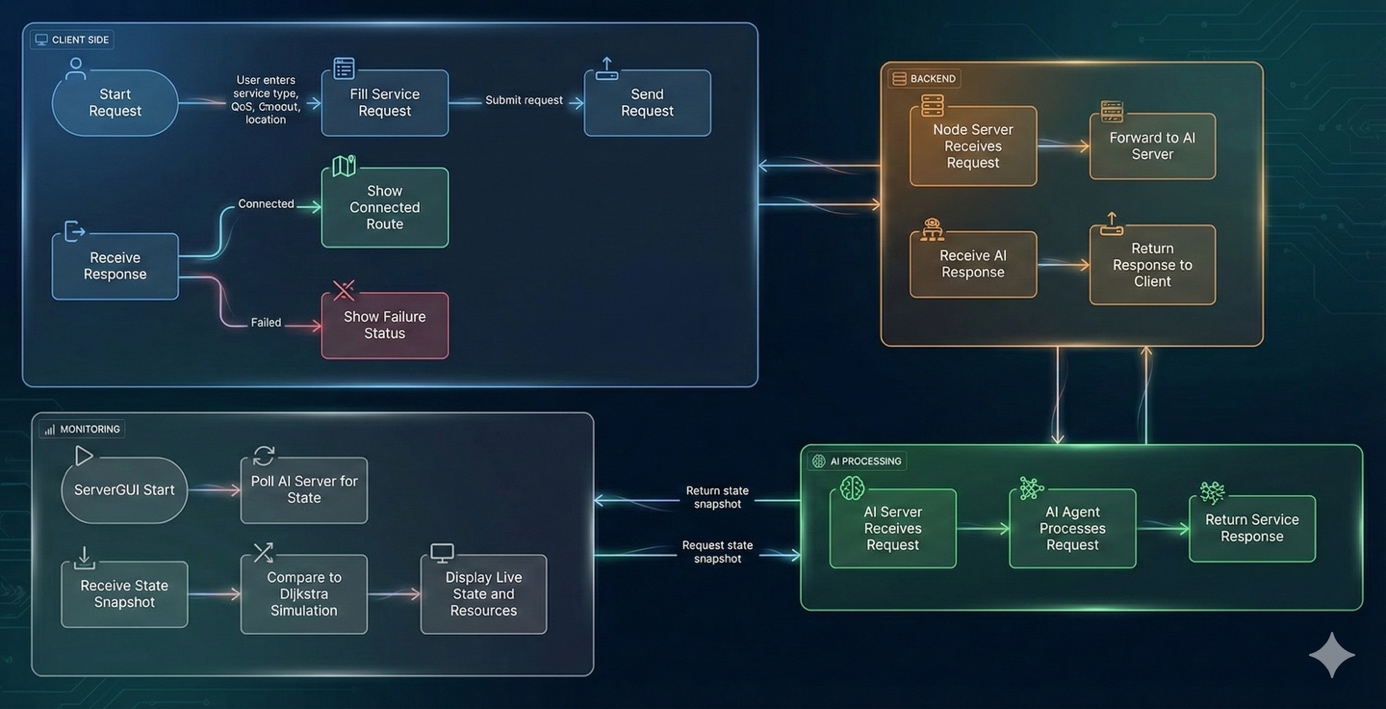 CLIENT SIDE
Start
Request
User enters
service type,
QoS, Cmoout,
location
Fill Service
Request
Submit request
Send
Request
Receive
Response
Connected
Show
Connected
Route
Failed
Show Failure
Status
BACKEND
Node Server
Receives
Request
Forward to AI
Server
Receive AI
Response
Return
Response to
Client
MONITORING
ServerGUI Start
Poll AI Server for
State
Receive State
Snapshot
Compare to
Dljkstra
Simulation
Display Live
State and
Resources
Return state
snapshot
Request state
snapshot
AI PROCESSING
AI Server
Receives
Request
AI Agent
Processes
Request
Return Service
Response